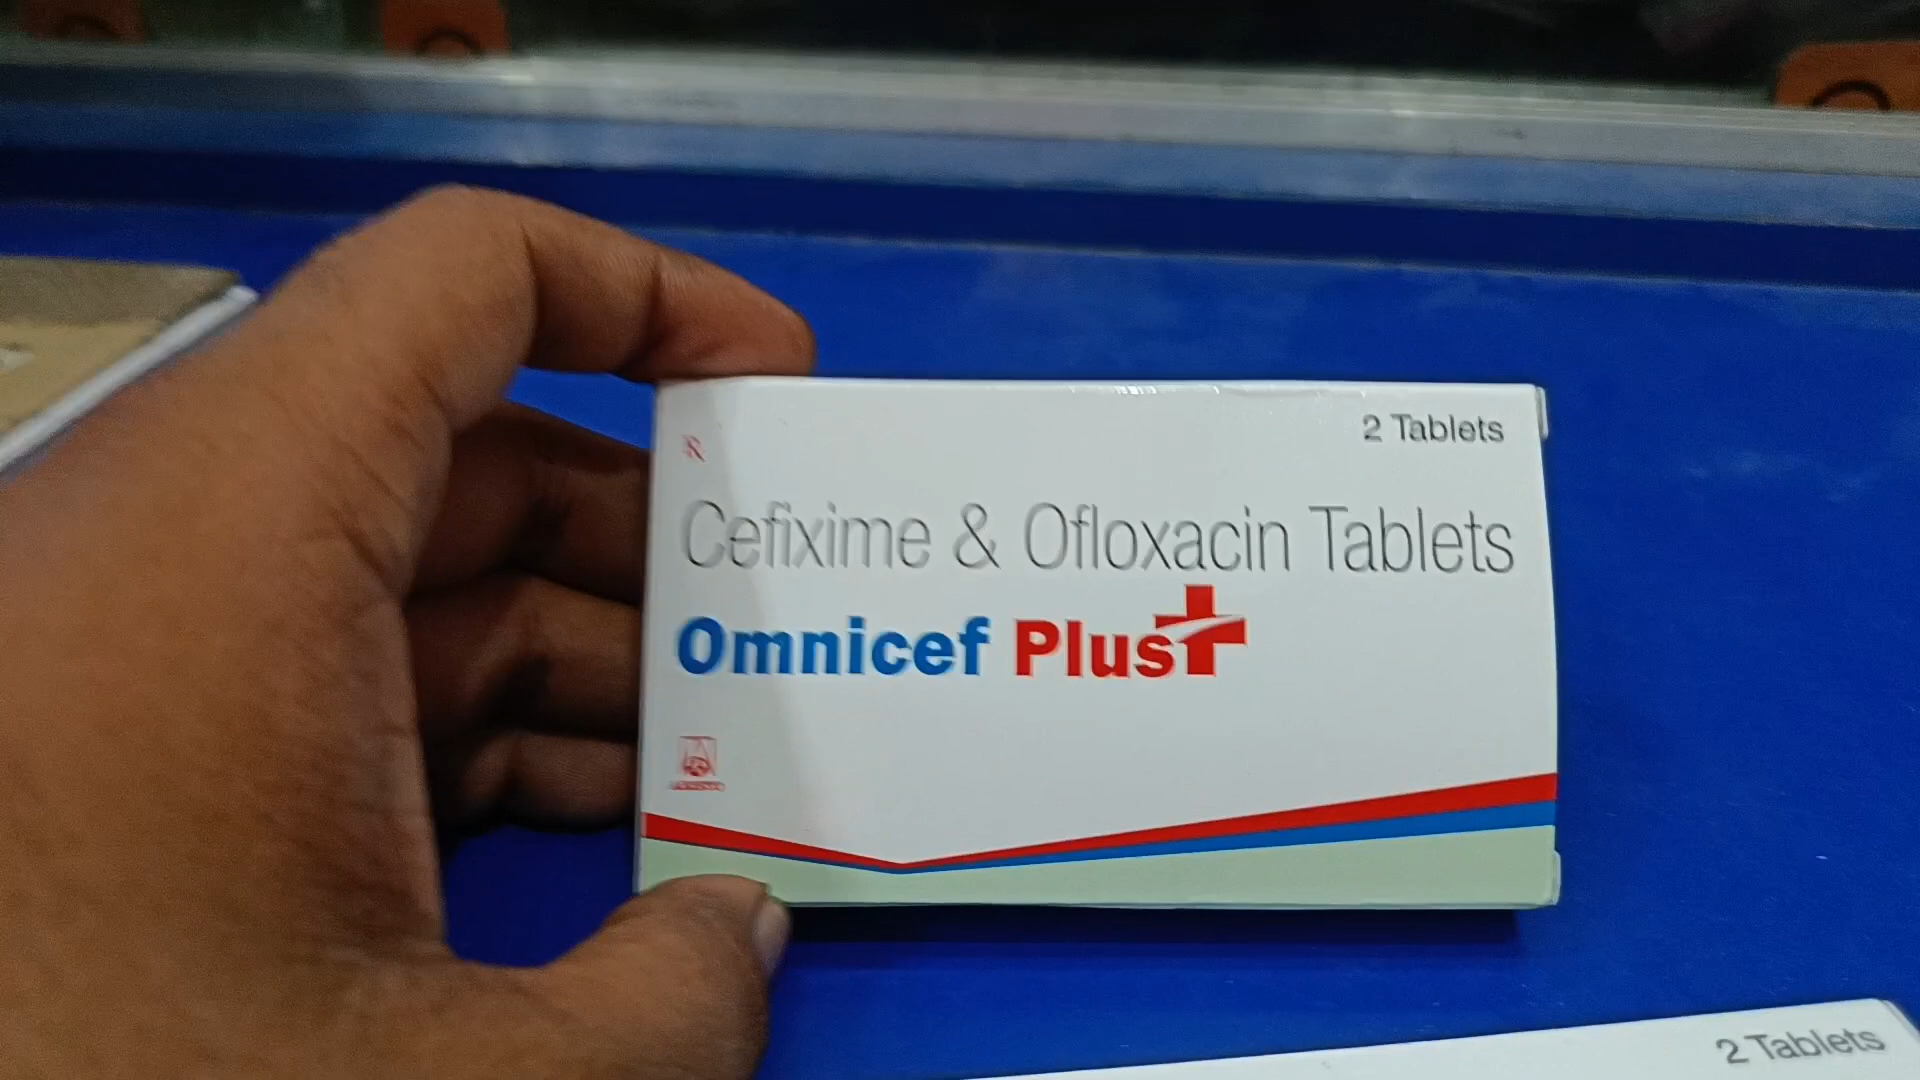 2 Tablets
℞
Cefixime & Ofloxacin Tablets
Omnicef Plus
2 Tablets